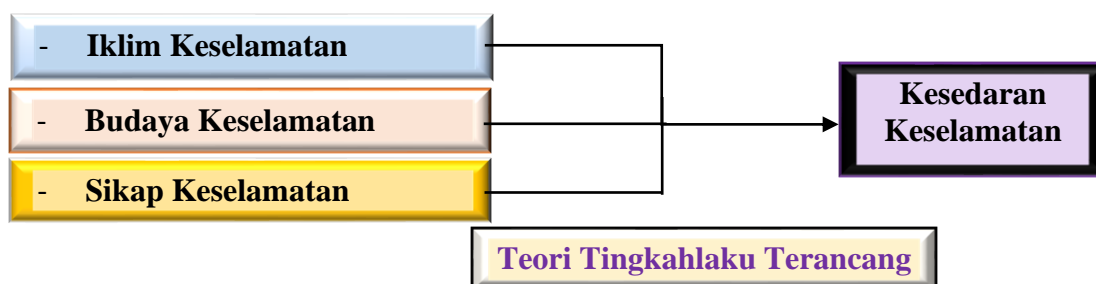 - Iklim Keselamatan
- Budaya Keselamatan
- Sikap Keselamatan
Kesedaran
Keselamatan
Teori Tingkahlaku Terancang